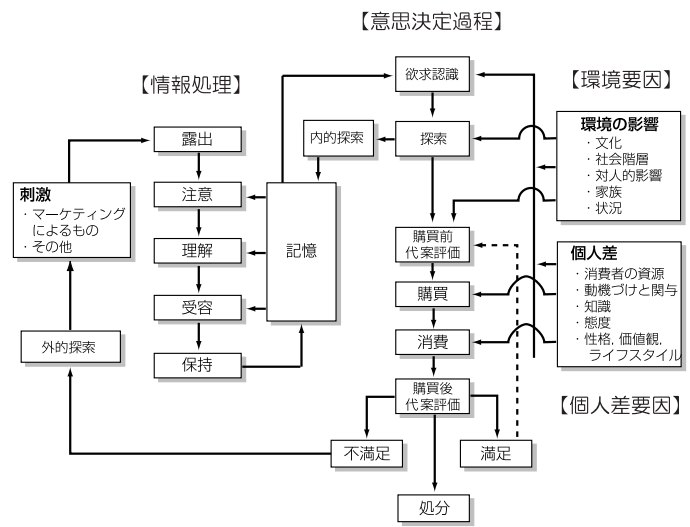 【意思決定過程】
【情報処理】
【環境要因】
欲求認識
環境の影響
・文化
・社会階層
・対人的影響
・家族
・状況
露出
内的探索
探索
注意
刺激
・マーケティング
によるもの
・その他
記憶
購買前
代案評価
理解
個人差
・消費者の資源
・動機づけと関与
・知識
・態度
・性格, 価値観,
ライフスタイル
受容
購買
外的探索
消費
保持
購買後
代案評価
【個人差要因】
不満足
満足
処分